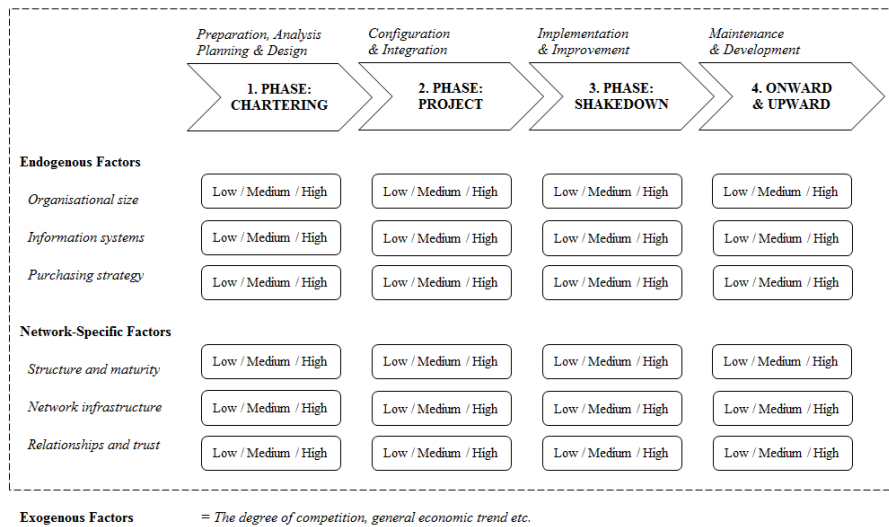 Preparation, Analysis
Planning & Design
Configuration
& Integration
Implementation
& Improvement
Maintenance
& Development
1. PHASE:
CHARTERING
2. PHASE:
PROJECT
3. PHASE:
SHAKEDOWN
4. ONWARD
& UPWARD
Endogenous Factors
Organisational size
Low / Medium / High
Low / Medium / High
Low / Medium / High
Low / Medium / High
Information systems
Low / Medium / High
Low / Medium / High
Low / Medium / High
Low / Medium / High
Purchasing strategy
Low / Medium / High
Low / Medium / High
Low / Medium / High
Low / Medium / High
Network-Specific Factors
Structure and maturity
Low / Medium / High
Low / Medium / High
Low / Medium / High
Low / Medium / High
Network infrastructure
Low / Medium / High
Low / Medium / High
Low / Medium / High
Low / Medium / High
Relationships and trust
Low / Medium / High
Low / Medium / High
Low / Medium / High
Low / Medium / High
Exogenous Factors = The degree of competition, general economic trend etc.